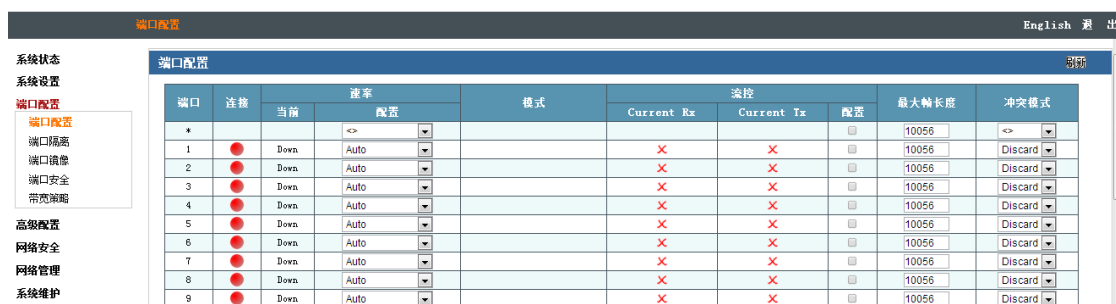 端口配置 English 退 出
系统状态
系统设置
端口配置
端口配置
端口隔离
端口镜像
端口安全
带宽策略
高级配置
网络安全
网络管理
系统维护
端口配置 刷新
端口 连接 速率 模式 流控 最大帧长度 冲突模式
当前 配置 Current Rx Current Tx 配置
* <> 10056 <>
1 Down Auto 10056 Discard
2 Down Auto 10056 Discard
3 Down Auto 10056 Discard
4 Down Auto 10056 Discard
5 Down Auto 10056 Discard
6 Down Auto 10056 Discard
7 Down Auto 10056 Discard
8 Down Auto 10056 Discard
9 Down Auto 10056 Discard